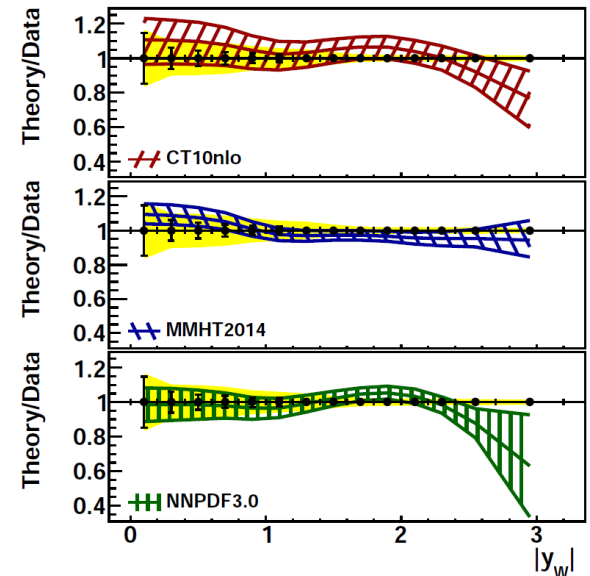 Theory/Data
1.2
1
0.8
0.6
0.4
CT10nlo
Theory/Data
1.2
1
0.8
0.6
0.4
MMHT2014
Theory/Data
1.2
1
0.8
0.6
0.4
NNPDF3.0
0 1 2 3
|y_W|